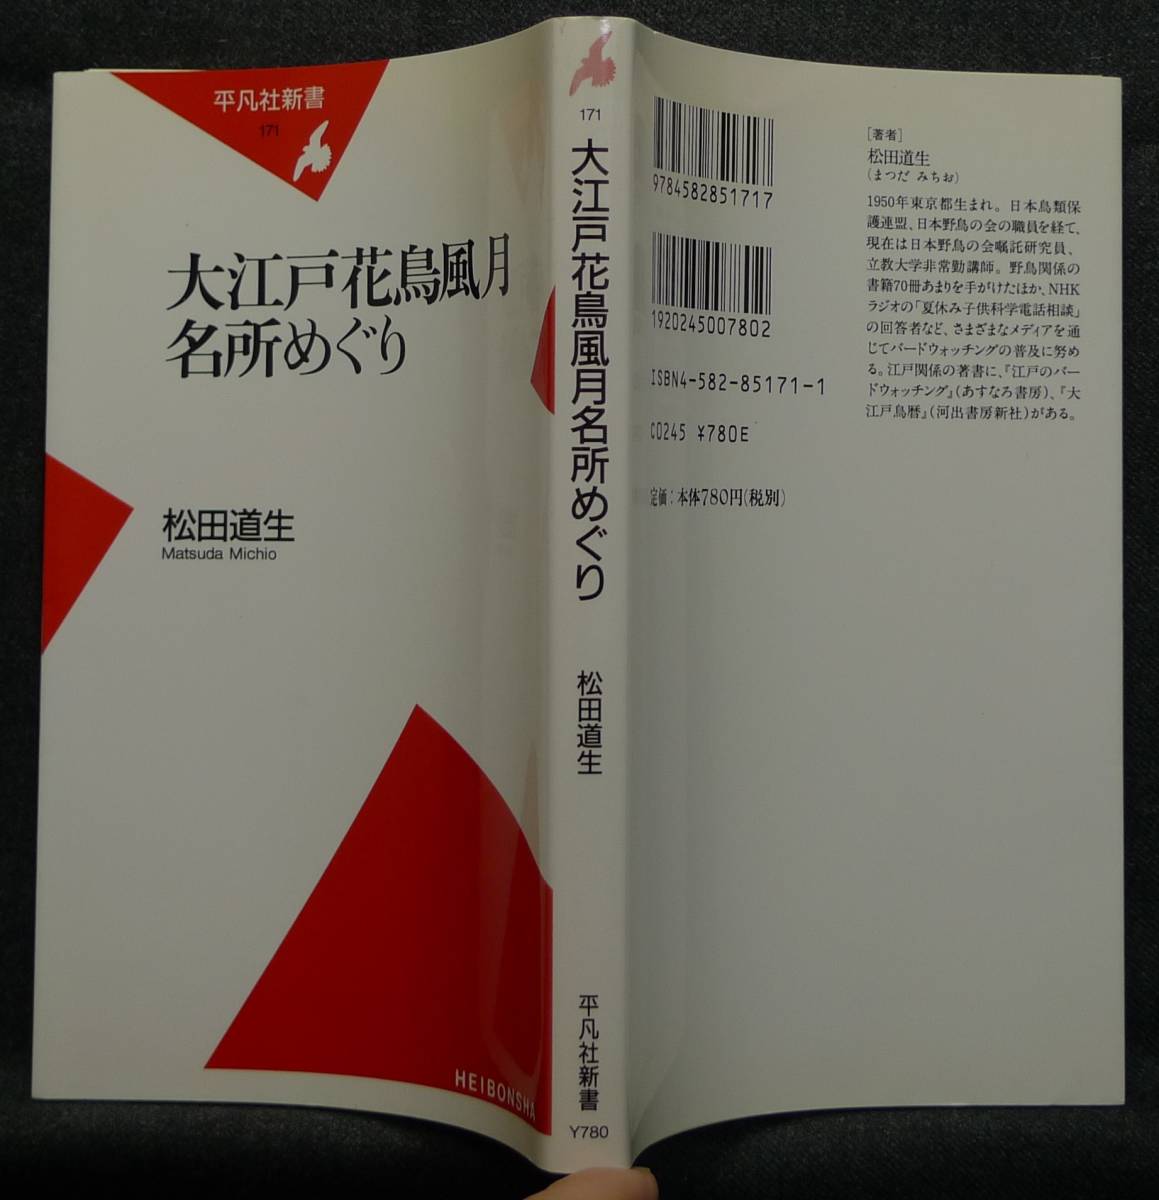 平凡社新書
171
大江戸花鳥風月
名所めぐり
松田道生
Matsuda Michio
HEIBONSHA
171
大江戸花鳥風月名所めぐり
松田道生
平凡社新書
Y780
9784582851717
1920245007802
ISBN4-582-85171-1
C0245 ¥780E
定価:本体780円(税別)
[著者]
松田道生
(まつだ みちお)
1950年東京都生まれ。日本鳥類保
護連盟、日本野鳥の会の職員を経て、
現在は日本野鳥の会嘱託研究員、
立教大学非常勤講師。野鳥関係の
書籍70冊あまりを手がけたほか、NHK
ラジオの「夏休み子供科学電話相談」
の回答者など、さまざまなメディアを通
じてバードウォッチングの普及に努め
る。江戸関係の著書に、『江戸のバー
ドウォッチング』(あすなろ書房)、『大
江戸鳥暦』(河出書房新社)がある。